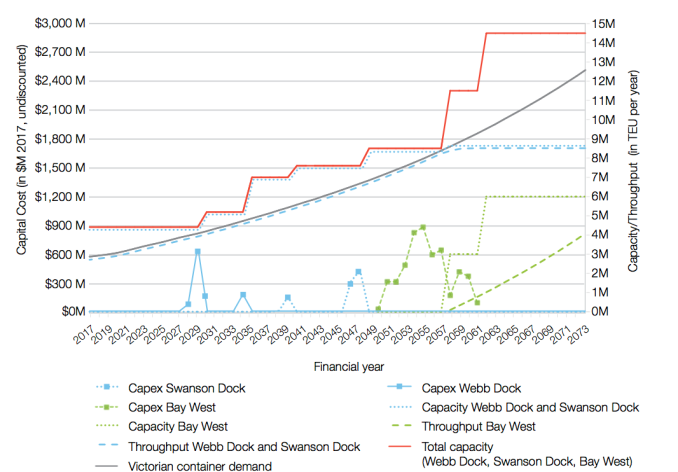 $3,000 M
$2,700 M
$2,400 M
$2,100 M
$1,800 M
$1,500 M
$1,200 M
$900 M
$600 M
$300 M
$0M
Capital Cost (in $M 2017, undiscounted)
15M
14M
13M
12M
11M
10M
9M
8M
7M
6M
5M
4M
3M
2M
1M
0M
Capacity/Throughput (in TEU per year)
2017
2019
2021
2023
2025
2027
2029
2031
2033
2035
2037
2039
2041
2043
2045
2047
2049
2051
2053
2055
2057
2059
2061
2063
2065
2067
2069
2071
2073
Financial year
Capex Swanson Dock
Capex Webb Dock
Capex Bay West
Capacity Webb Dock and Swanson Dock
Capacity Bay West
Throughput Bay West
Throughput Webb Dock and Swanson Dock
Total capacity
(Webb Dock, Swanson Dock, Bay West)
Victorian container demand